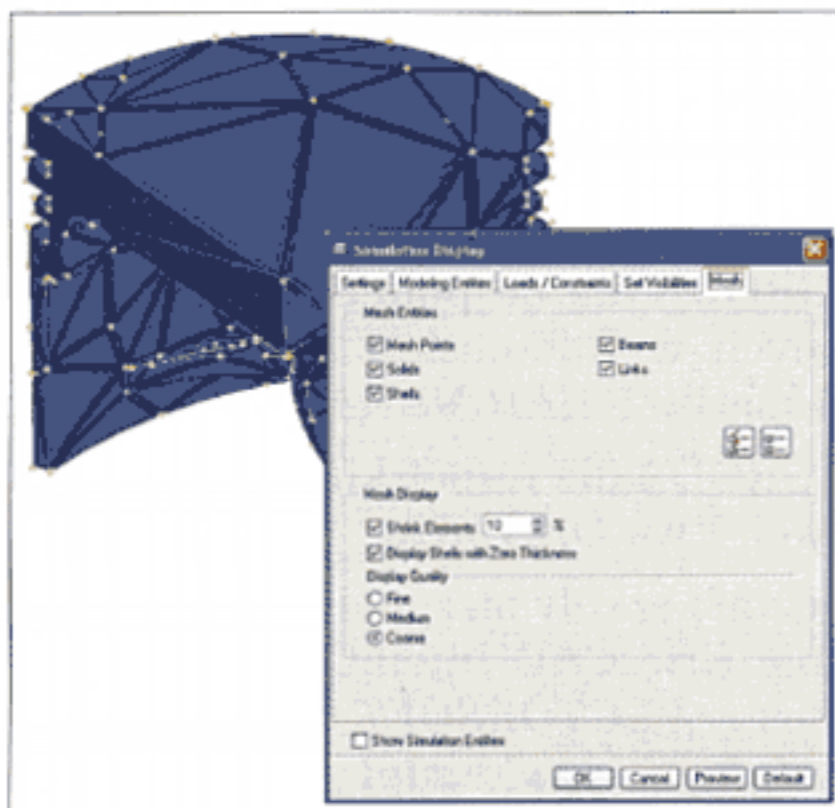 Simulation Display
Settings Modeling Entities Loads / Constraints Set Visibilities Mesh
Mesh Entities
Mesh Points Beams
Solids Links
Shells
Mesh Display
Shrink Elements 10 %
Display Shells with Zero Thickness
Display Quality
Fine
Medium
Coarse
Show Simulation Entities
OK Cancel Preview Default